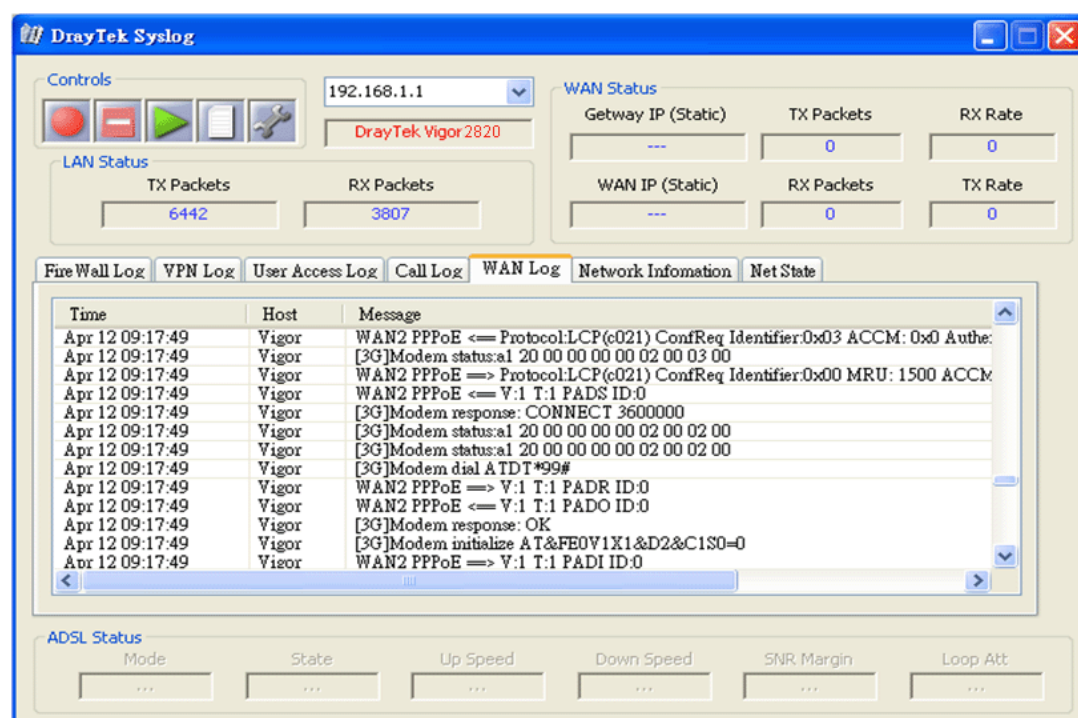 DrayTek Syslog
Controls
192.168.1.1
DrayTek Vigor 2820
WAN Status
Getway IP (Static) TX Packets RX Rate
--- 0 0
WAN IP (Static) RX Packets TX Rate
--- 0 0
LAN Status
TX Packets RX Packets
6442 3807
Fire Wall Log VPN Log User Access Log Call Log WAN Log Network Infomation Net State
Time Host Message
Apr 12 09:17:49 Vigor WAN2 PPPoE <== Protocol:LCP(c021) ConfReq Identifier:0x03 ACCM: 0x0 Authe:
Apr 12 09:17:49 Vigor [3G]Modem status:a1 20 00 00 00 00 02 00 03 00
Apr 12 09:17:49 Vigor WAN2 PPPoE ==> Protocol:LCP(c021) ConfReq Identifier:0x00 MRU: 1500 ACCM
Apr 12 09:17:49 Vigor WAN2 PPPoE <== V:1 T:1 PADS ID:0
Apr 12 09:17:49 Vigor [3G]Modem response: CONNECT 3600000
Apr 12 09:17:49 Vigor [3G]Modem status:a1 20 00 00 00 00 02 00 02 00
Apr 12 09:17:49 Vigor [3G]Modem status:a1 20 00 00 00 00 02 00 02 00
Apr 12 09:17:49 Vigor [3G]Modem dial ATDT*99#
Apr 12 09:17:49 Vigor WAN2 PPPoE ==> V:1 T:1 PADR ID:0
Apr 12 09:17:49 Vigor WAN2 PPPoE <== V:1 T:1 PADO ID:0
Apr 12 09:17:49 Vigor [3G]Modem response: OK
Apr 12 09:17:49 Vigor [3G]Modem initialize AT&FE0V1X1&D2&C1S0=0
Apr 12 09:17:49 Vigor WAN2 PPPoE ==> V:1 T:1 PADI ID:0
ADSL Status
Mode State Up Speed Down Speed SNR Margin Loop Att
... ... ... ... ... ...